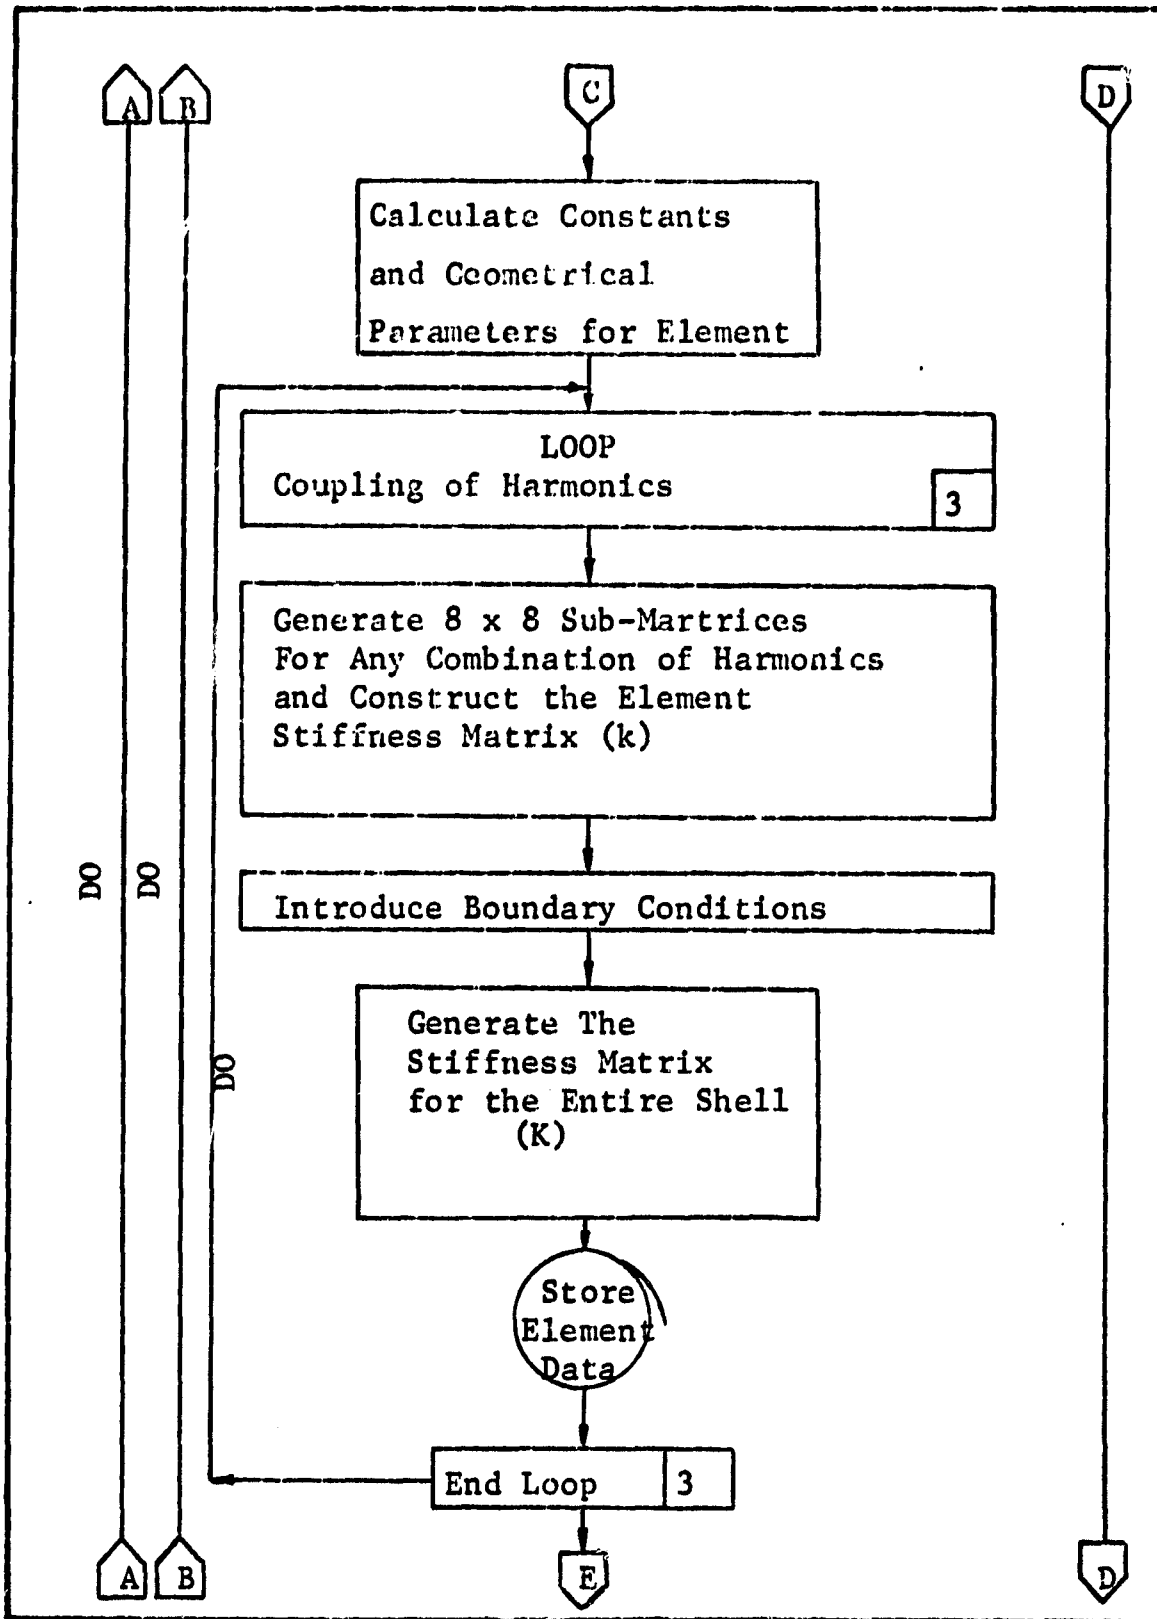 A B C D
Calculate Constants
and Geometrical
Parameters for Element
LOOP
Coupling of Harmonics
3
Generate 8 x 8 Sub-Martrices
For Any Combination of Harmonics
and Construct the Element
Stiffness Matrix (k)
DO DO
Introduce Boundary Conditions
Generate The
Stiffness Matrix
for the Entire Shell
(K)
DO
Store
Element
Data
End Loop 3
A B E D